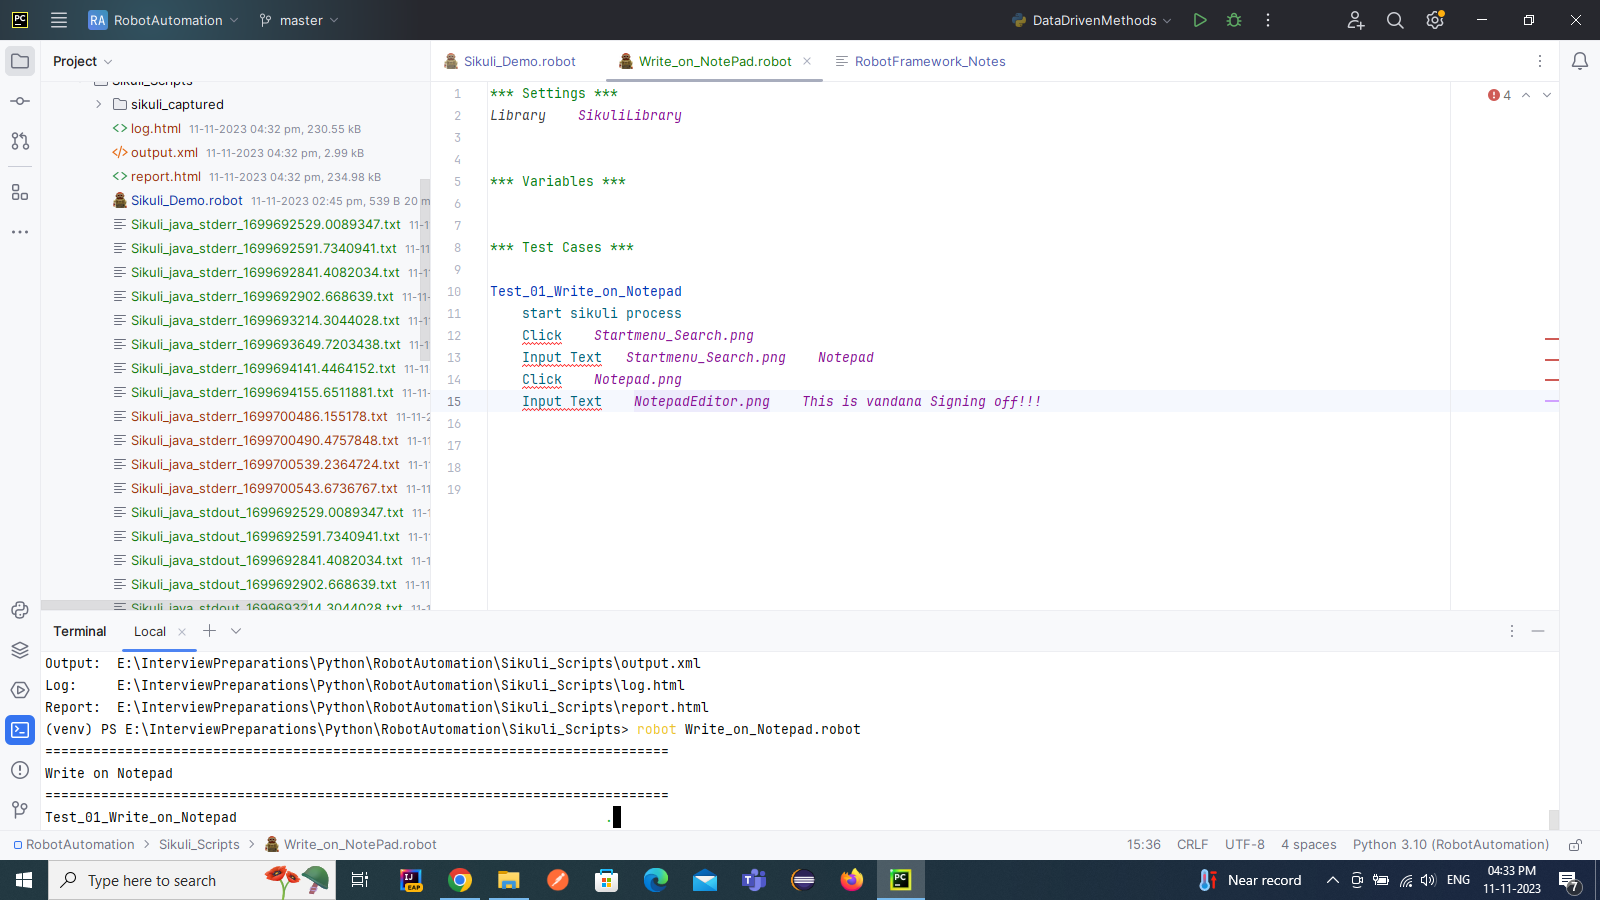 PC RA RobotAutomation master DataDrivenMethods
Project
Sikuli_Demo.robot Write_on_NotePad.robot RobotFramework_Notes
Sikuli_Scripts
sikuli_captured
log.html 11-11-2023 04:32 pm, 230.55 kB
output.xml 11-11-2023 04:32 pm, 2.99 kB
report.html 11-11-2023 04:32 pm, 234.98 kB
Sikuli_Demo.robot 11-11-2023 02:45 pm, 539 B 20 m
Sikuli_java_stderr_1699692529.0089347.txt 11-1
Sikuli_java_stderr_1699692591.7340941.txt 11-11
Sikuli_java_stderr_1699692841.4082034.txt 11-1
Sikuli_java_stderr_1699692902.668639.txt 11-11-
Sikuli_java_stderr_1699693214.3044028.txt 11-1
Sikuli_java_stderr_1699693649.7203438.txt 11-1
Sikuli_java_stderr_1699694141.4464152.txt 11-11-
Sikuli_java_stderr_1699694155.6511881.txt 11-11-
Sikuli_java_stderr_1699700486.155178.txt 11-11-2
Sikuli_java_stderr_1699700490.4757848.txt 11-1
Sikuli_java_stderr_1699700539.2364724.txt 11-1
Sikuli_java_stderr_1699700543.6736767.txt 11-11
Sikuli_java_stdout_1699692529.0089347.txt 11-1
Sikuli_java_stdout_1699692591.7340941.txt 11-11
Sikuli_java_stdout_1699692841.4082034.txt 11-1
Sikuli_java_stdout_1699692902.668639.txt 11-11
Sikuli_java_stdout_1699693214.3044028.txt 11-1
1 *** Settings ***
4
2 Library SikuliLibrary
3
4
5 *** Variables ***
6
7
8 *** Test Cases ***
9
10 Test_01_Write_on_Notepad
11 start sikuli process
12 Click Startmenu_Search.png
13 Input Text Startmenu_Search.png Notepad
14 Click Notepad.png
15 Input Text NotepadEditor.png This is vandana Signing off!!!
16
17
18
19
Terminal Local
Output: E:\InterviewPreparations\Python\RobotAutomation\Sikuli_Scripts\output.xml
Log: E:\InterviewPreparations\Python\RobotAutomation\Sikuli_Scripts\log.html
Report: E:\InterviewPreparations\Python\RobotAutomation\Sikuli_Scripts\report.html
(venv) PS E:\InterviewPreparations\Python\RobotAutomation\Sikuli_Scripts> robot Write_on_Notepad.robot
==============================================================================
Write on Notepad
==============================================================================
Test_01_Write_on_Notepad .
RobotAutomation > Sikuli_Scripts > Write_on_NotePad.robot 15:36 CRLF UTF-8 4 spaces Python 3.10 (RobotAutomation)
Type here to search IJ EAP PC Near record ENG 04:33 PM
11-11-2023 7